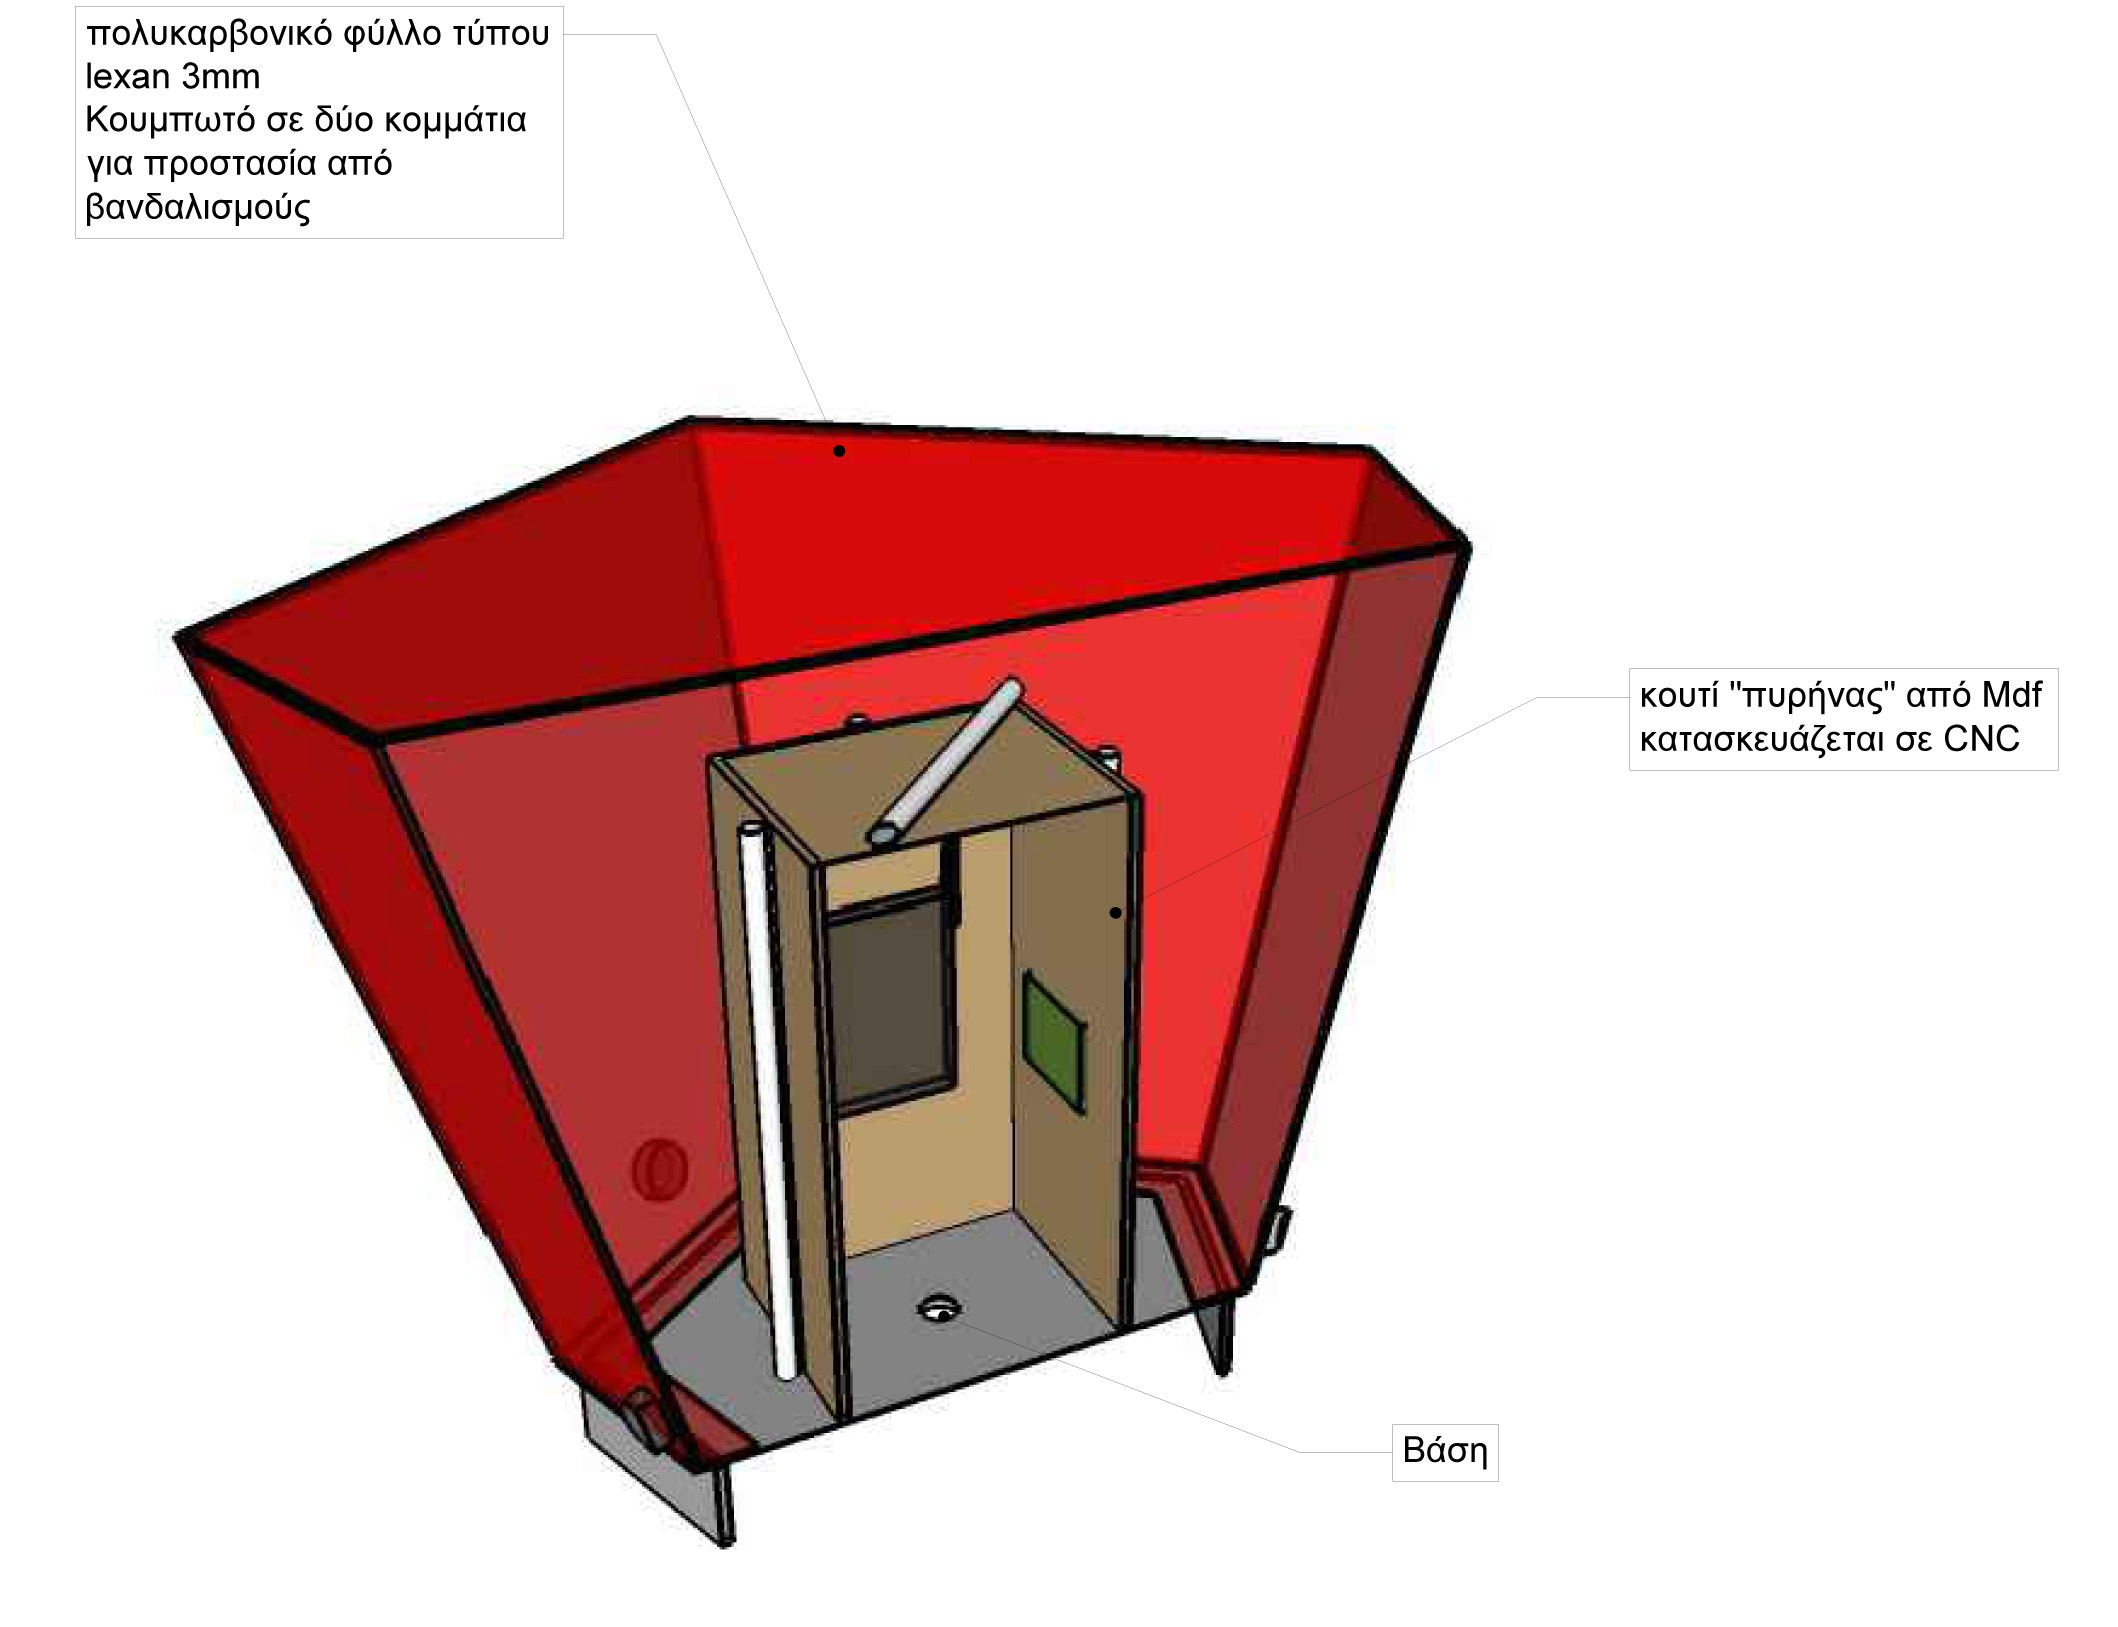 πολυκαρβονικό φύλλο τύπου
lexan 3mm
Κουμπωτό σε δύο κομμάτια
για προστασία από
βανδαλισμούς
κουτί "πυρήνας" από Mdf
κατασκευάζεται σε CNC
Βάση